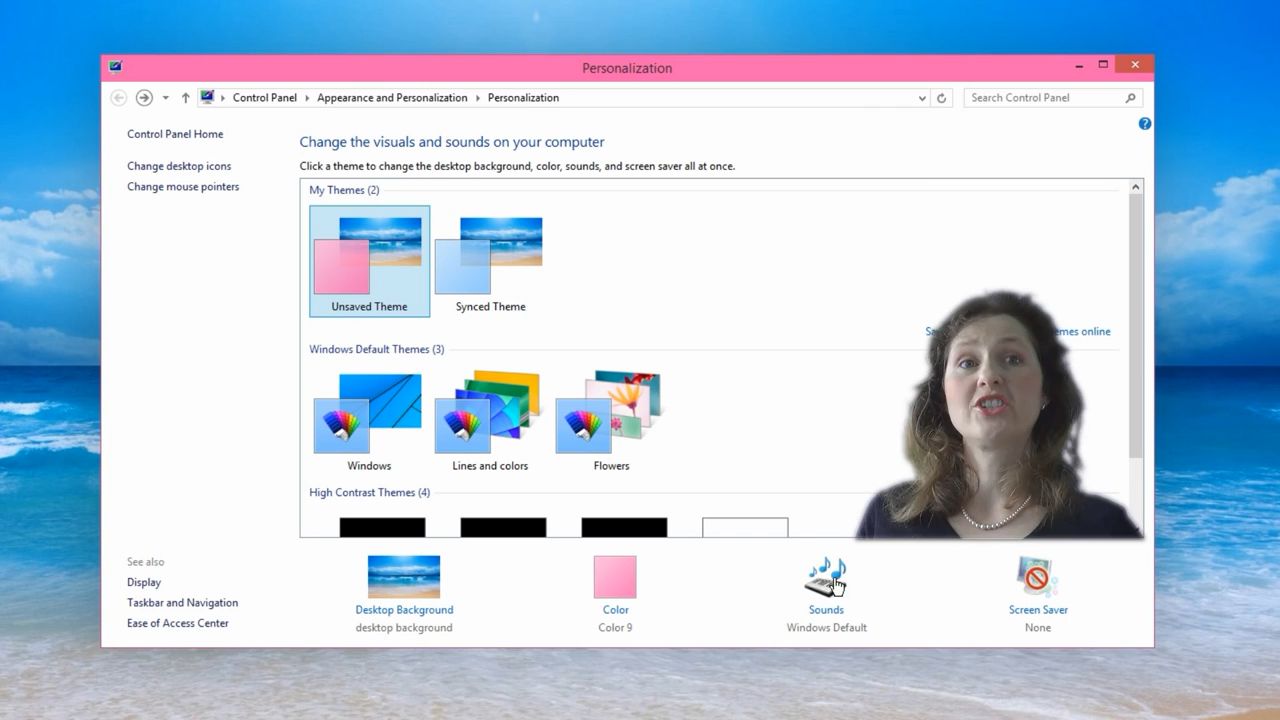 Personalization
Control Panel
Appearance and Personalization
Personalization
Search Control Panel
Control Panel Home
Change desktop icons
Change mouse pointers
Change the visuals and sounds on your computer
Click a theme to change the desktop background, color, sounds, and screen saver all at once.
My Themes (2)
Unsaved Theme
Synced Theme
online
Windows Default Themes (3)
Windows
Lines and colors
Flowers
High Contrast Themes (4)
See also
Display
Taskbar and Navigation
Ease of Access Center
Desktop Background
desktop background
Color
Color 9
Sounds
Windows Default
Screen Saver
None